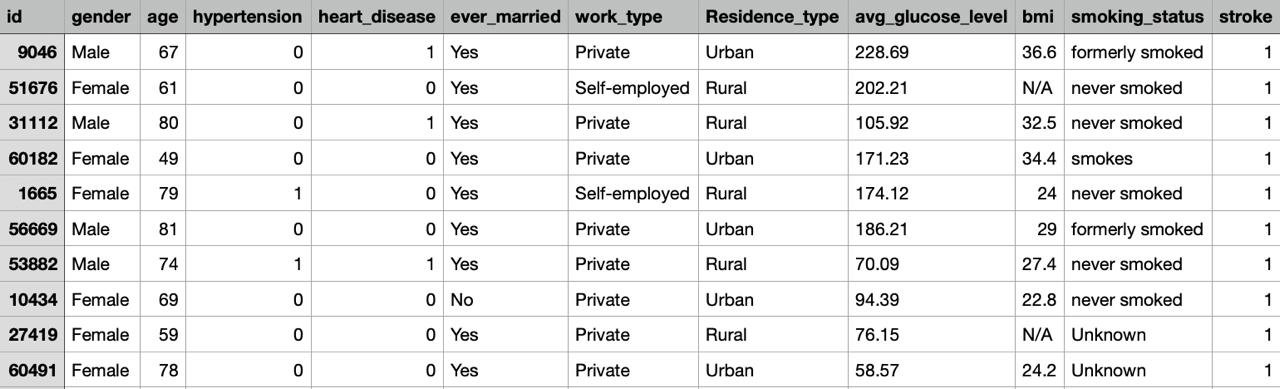 id gender age hypertension heart_disease ever_married work_type Residence_type avg_glucose_level bmi smoking_status stroke
9046 Male 67 0 1 Yes Private Urban 228.69 36.6 formerly smoked 1
51676 Female 61 0 0 Yes Self-employed Rural 202.21 N/A never smoked 1
31112 Male 80 0 1 Yes Private Rural 105.92 32.5 never smoked 1
60182 Female 49 0 0 Yes Private Urban 171.23 34.4 smokes 1
1665 Female 79 1 0 Yes Self-employed Rural 174.12 24 never smoked 1
56669 Male 81 0 0 Yes Private Urban 186.21 29 formerly smoked 1
53882 Male 74 1 1 Yes Private Rural 70.09 27.4 never smoked 1
10434 Female 69 0 0 No Private Urban 94.39 22.8 never smoked 1
27419 Female 59 0 0 Yes Private Rural 76.15 N/A Unknown 1
60491 Female 78 0 0 Yes Private Urban 58.57 24.2 Unknown 1